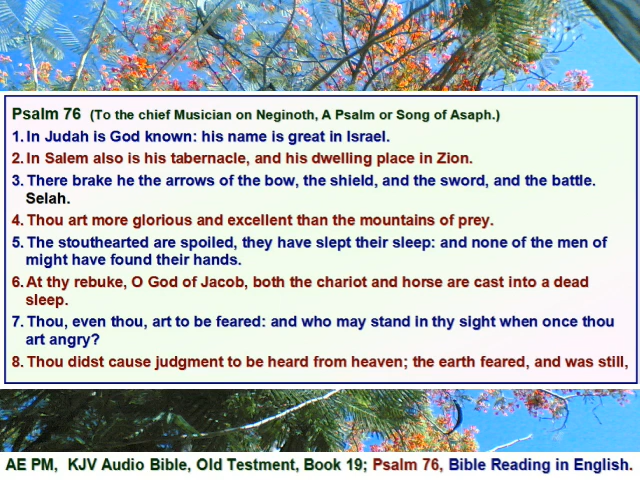 Psalm 76 (To the chief Musician on Neginoth, A Psalm or Song of Asaph.)
1. In Judah is God known: his name is great in Israel.
2. In Salem also is his tabernacle, and his dwelling place in Zion.
3. There brake he the arrows of the bow, the shield, and the sword, and the battle.
Selah.
4. Thou art more glorious and excellent than the mountains of prey.
5. The stouthearted are spoiled, they have slept their sleep: and none of the men of
might have found their hands.
6. At thy rebuke, O God of Jacob, both the chariot and horse are cast into a dead
sleep.
7. Thou, even thou, art to be feared: and who may stand in thy sight when once thou
art angry?
8. Thou didst cause judgment to be heard from heaven; the earth feared, and was still,
AE PM, KJV Audio Bible, Old Testment, Book 19; Psalm 76, Bible Reading in English.